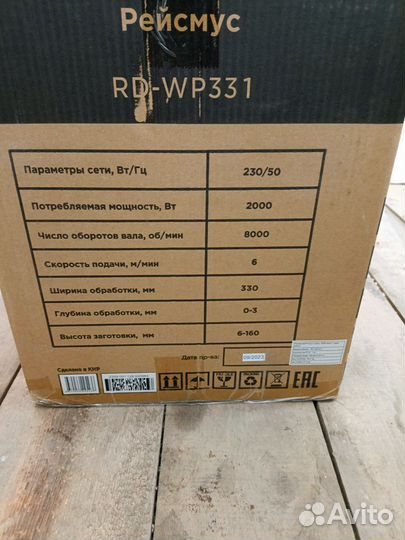 Рейсмус
RD-WP331
Параметры сети, Вт/Гц 230/50
Потребляемая мощность, Вт 2000
Число оборотов вала, об/мин 8000
Скорость подачи, м/мин 6
Ширина обработки, мм 330
Глубина обработки, мм 0-3
Высота заготовки, мм 6-160
Дата пр-ва: 09/2023
Сделано в КНР
EAC
Avito